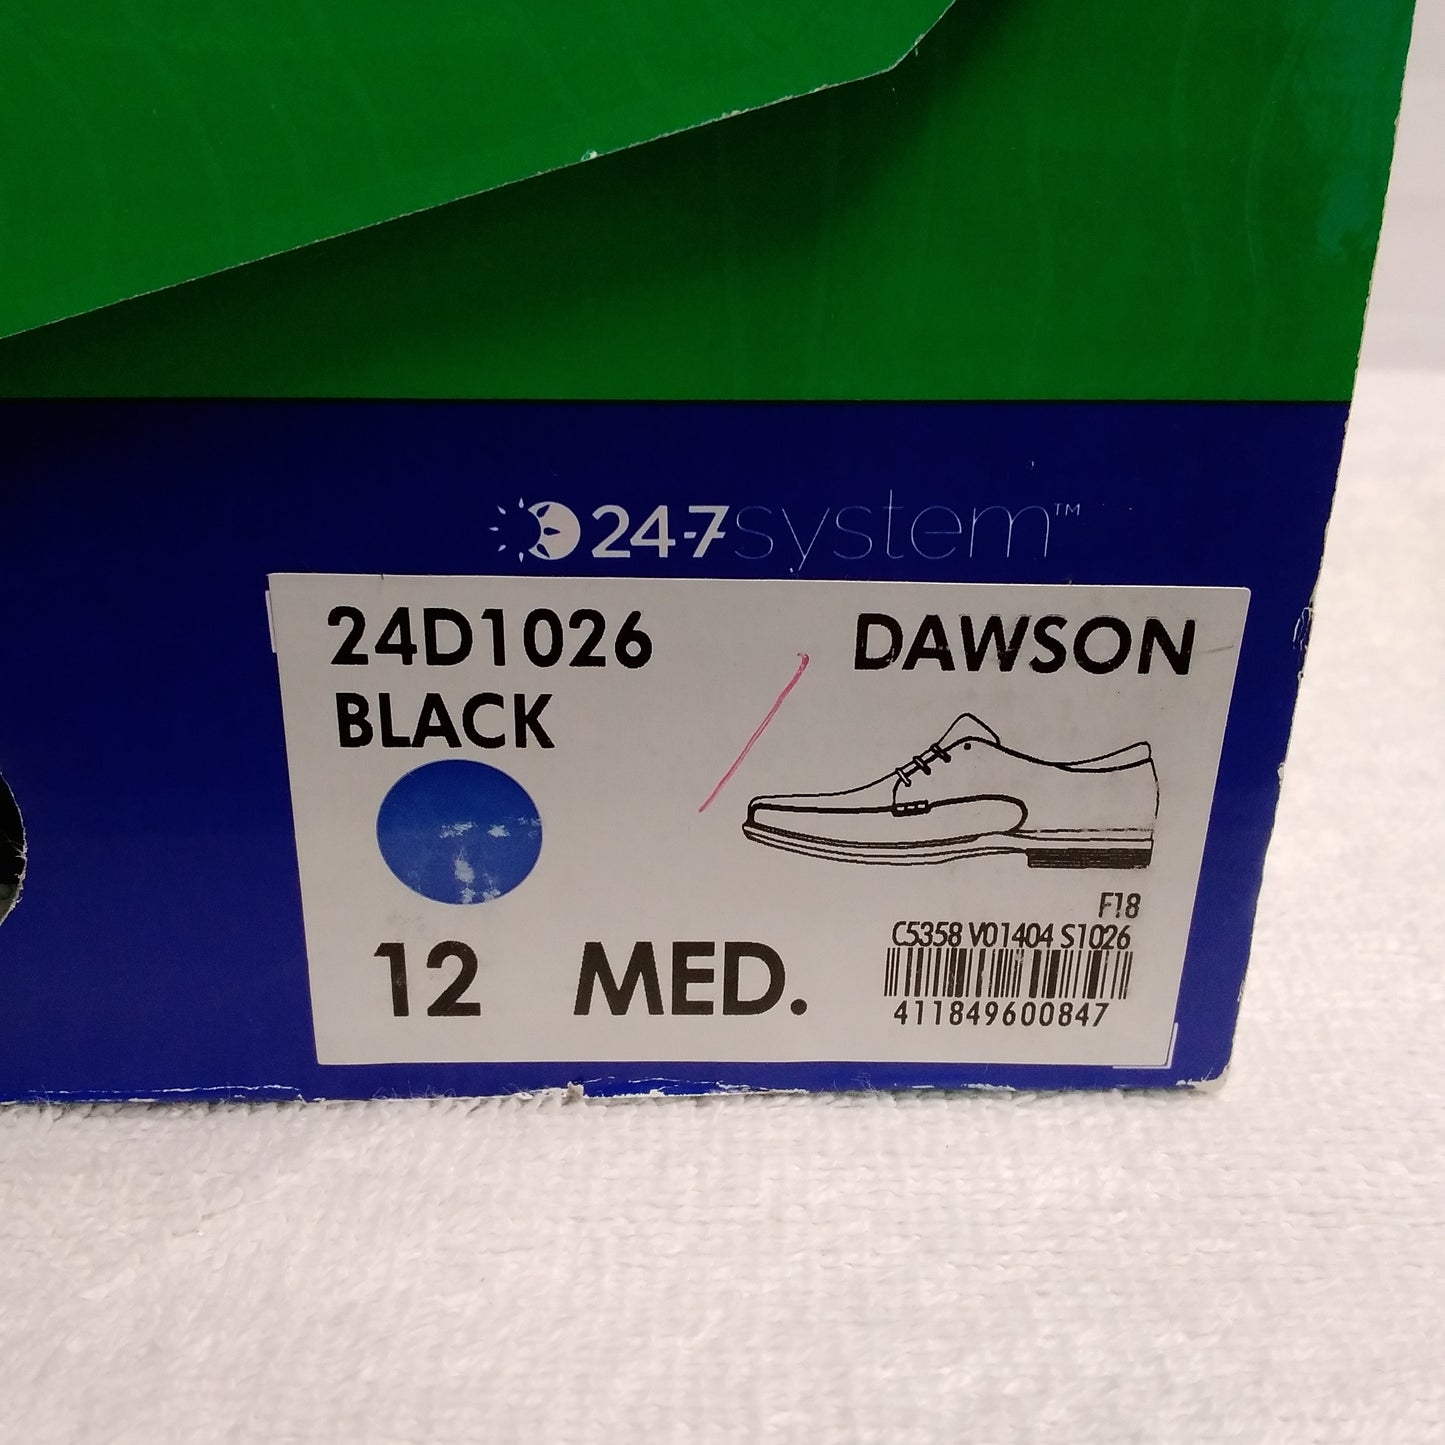 24-7system™
24D1026 DAWSON
BLACK
F18
C5358 V01404 S1026
12 MED.
411849600847